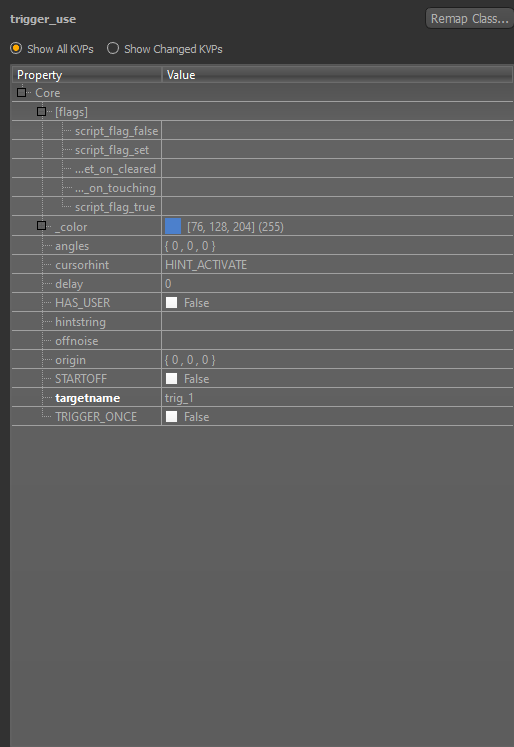 trigger_use
Remap Class...
Show All KVPs Show Changed KVPs
Property Value
Core
[flags]
script_flag_false
script_flag_set
...et_on_cleared
..._on_touching
script_flag_true
_color [76, 128, 204] (255)
angles { 0 , 0 , 0 }
cursorhint HINT_ACTIVATE
delay 0
HAS_USER False
hintstring
offnoise
origin { 0 , 0 , 0 }
STARTOFF False
targetname trig_1
TRIGGER_ONCE False